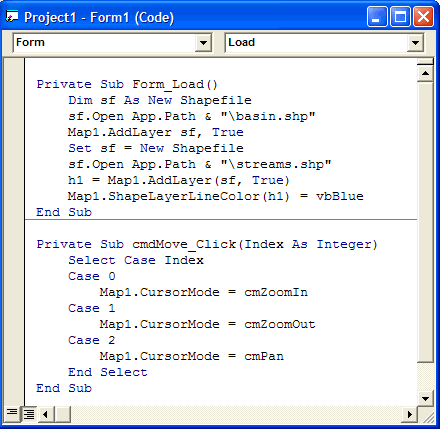 Project1 - Form1 (Code)
Form Load
Private Sub Form_Load()
    Dim sf As New Shapefile
    sf.Open App.Path & "\basin.shp"
    Map1.AddLayer sf, True
    Set sf = New Shapefile
    sf.Open App.Path & "\streams.shp"
    h1 = Map1.AddLayer(sf, True)
    Map1.ShapeLayerLineColor(h1) = vbBlue
End Sub
Private Sub cmdMove_Click(Index As Integer)
    Select Case Index
    Case 0
        Map1.CursorMode = cmZoomIn
    Case 1
        Map1.CursorMode = cmZoomOut
    Case 2
        Map1.CursorMode = cmPan
    End Select
End Sub